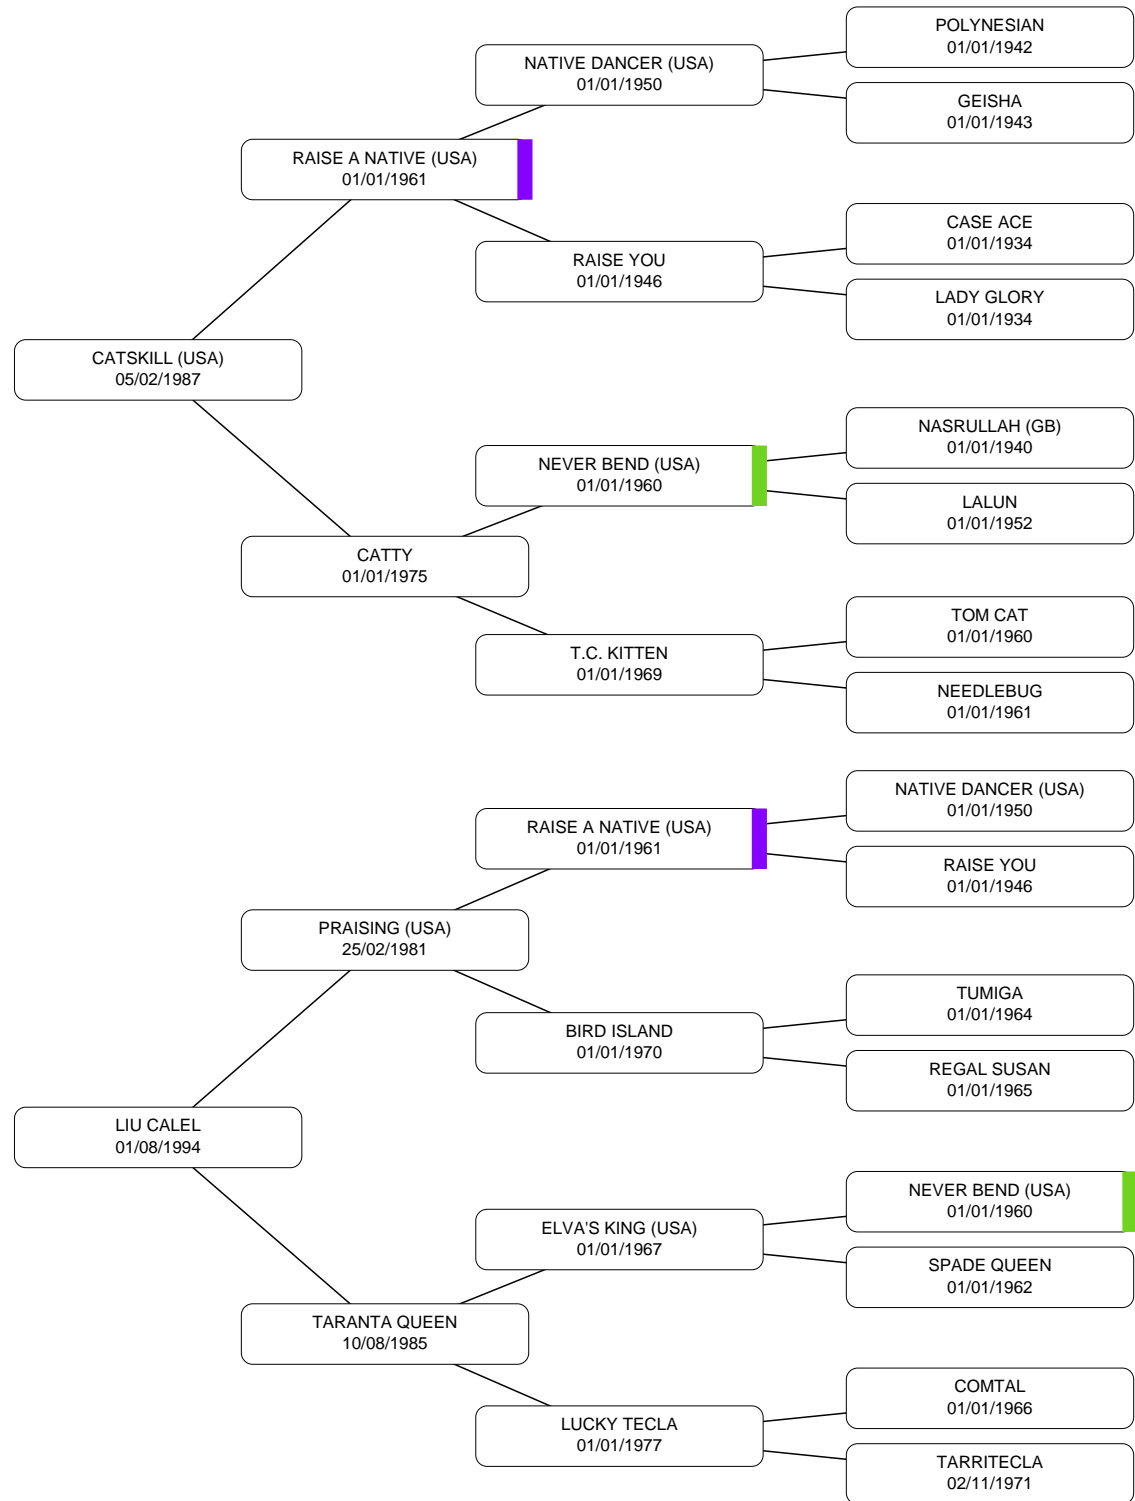 POLYNESIAN
01/01/1942
NATIVE DANCER (USA)
01/01/1950
GEISHA
01/01/1943
RAISE A NATIVE (USA)
01/01/1961
CASE ACE
01/01/1934
RAISE YOU
01/01/1946
LADY GLORY
01/01/1934
CATSKILL (USA)
05/02/1987
NASRULLAH (GB)
01/01/1940
NEVER BEND (USA)
01/01/1960
LALUN
01/01/1952
CATTY
01/01/1975
TOM CAT
01/01/1960
T.C. KITTEN
01/01/1969
NEEDLEBUG
01/01/1961
NATIVE DANCER (USA)
01/01/1950
RAISE A NATIVE (USA)
01/01/1961
RAISE YOU
01/01/1946
PRAISING (USA)
25/02/1981
TUMIGA
01/01/1964
BIRD ISLAND
01/01/1970
REGAL SUSAN
01/01/1965
LIU CALEL
01/08/1994
NEVER BEND (USA)
01/01/1960
ELVA'S KING (USA)
01/01/1967
SPADE QUEEN
01/01/1962
TARANTA QUEEN
10/08/1985
COMTAL
01/01/1966
LUCKY TECLA
01/01/1977
TARRITECLA
02/11/1971